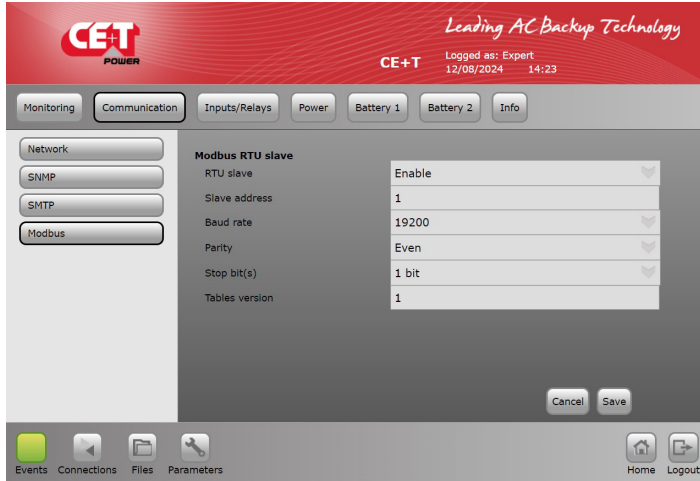 Leading AC Backup Technology
CE+T
POWER
CE+T
Logged as: Expert
12/08/2024 14:23
Monitoring Communication Inputs/Relays Power Battery 1 Battery 2 Info
Network
SNMP
SMTP
Modbus
Modbus RTU slave
RTU slave Enable
Slave address 1
Baud rate 19200
Parity Even
Stop bit(s) 1 bit
Tables version 1
Cancel Save
Events Connections Files Parameters Home Logout